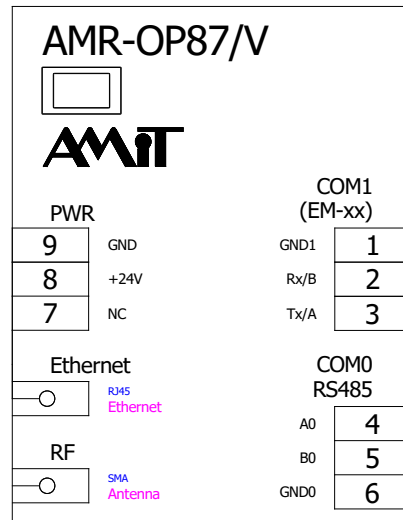 AMR-OP87/V
AMiT
COM1
(EM-xx)
PWR
9 GND
8 +24V
7 NC
GND1 1
Rx/B 2
Tx/A 3
Ethernet
RJ45
Ethernet
RF
SMA
Antenna
COM0
RS485
A0 4
B0 5
GND0 6